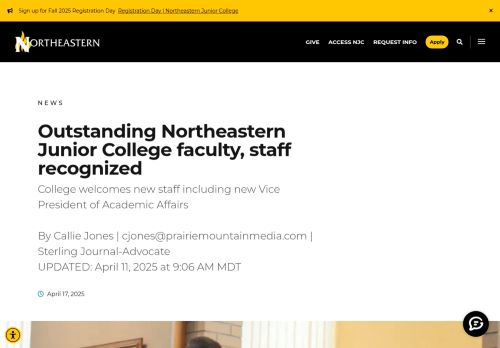 Sign up for Fall 2025 Registration Day Registration Day | Northeastern Junior College ×
NORTHEASTERN GIVE ACCESS NJC REQUEST INFO Apply
NEWS
Outstanding Northeastern
Junior College faculty, staff
recognized
College welcomes new staff including new Vice
President of Academic Affairs
By Callie Jones | cjones@prairiemountainmedia.com |
Sterling Journal-Advocate
UPDATED: April 11, 2025 at 9:06 AM MDT
April 17, 2025